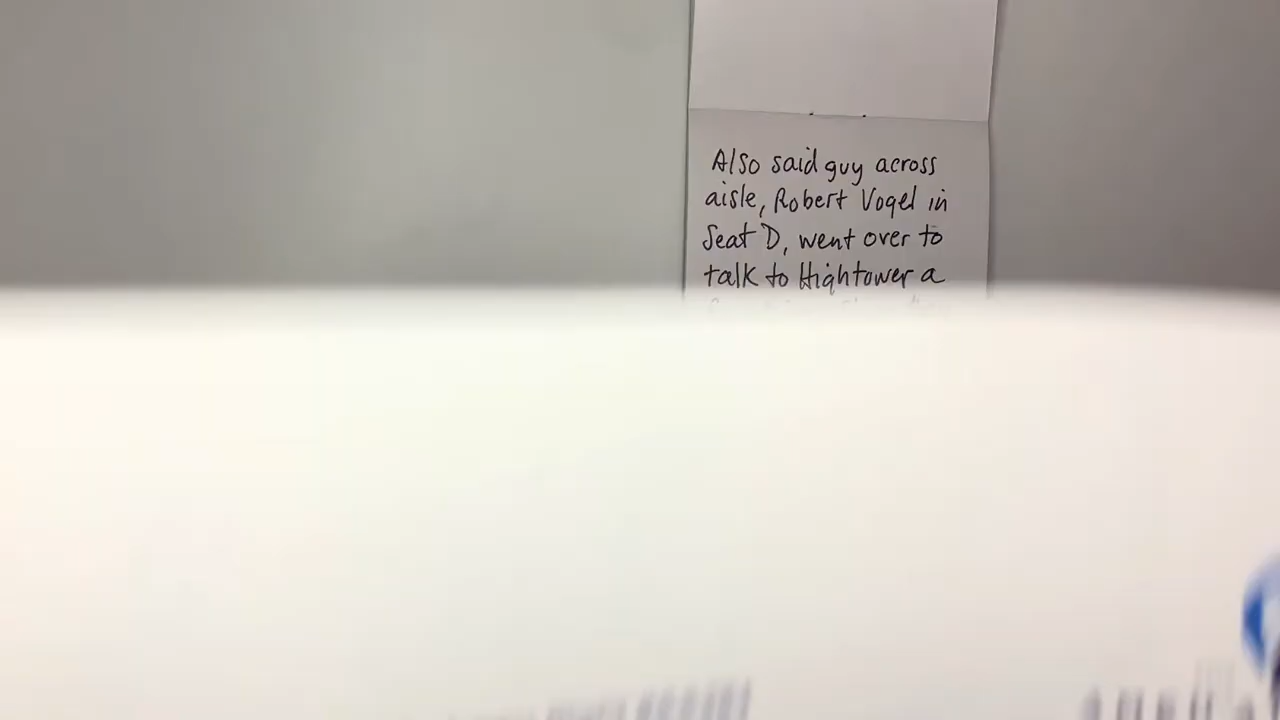 Also said guy across
aisle, Robert Vogel in
Seat D, went over to
talk to Hightower a